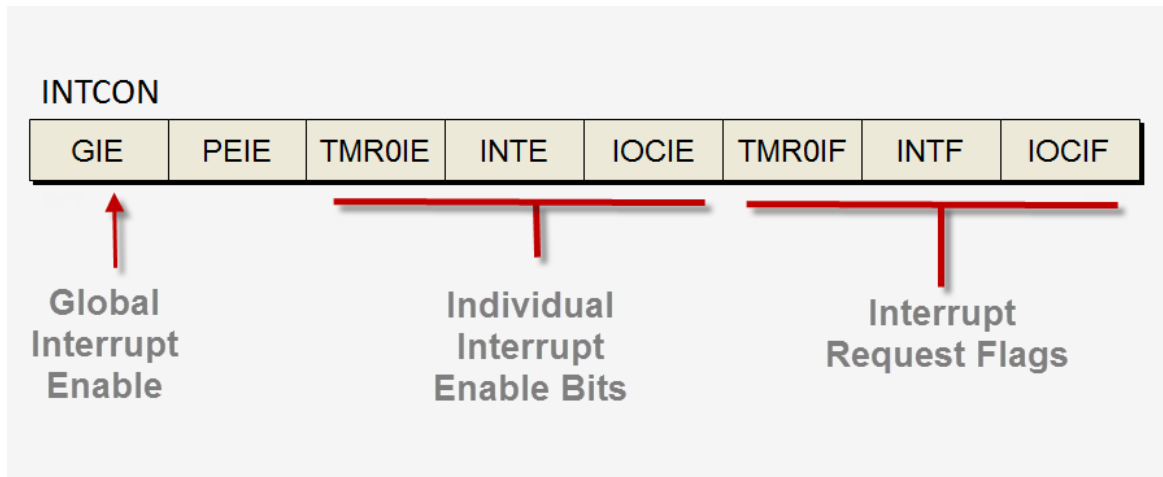 INTCON
GIE PEIE TMR0IE INTE IOCIE TMR0IF INTF IOCIF
Global
Interrupt
Enable
Individual
Interrupt
Enable Bits
Interrupt
Request Flags